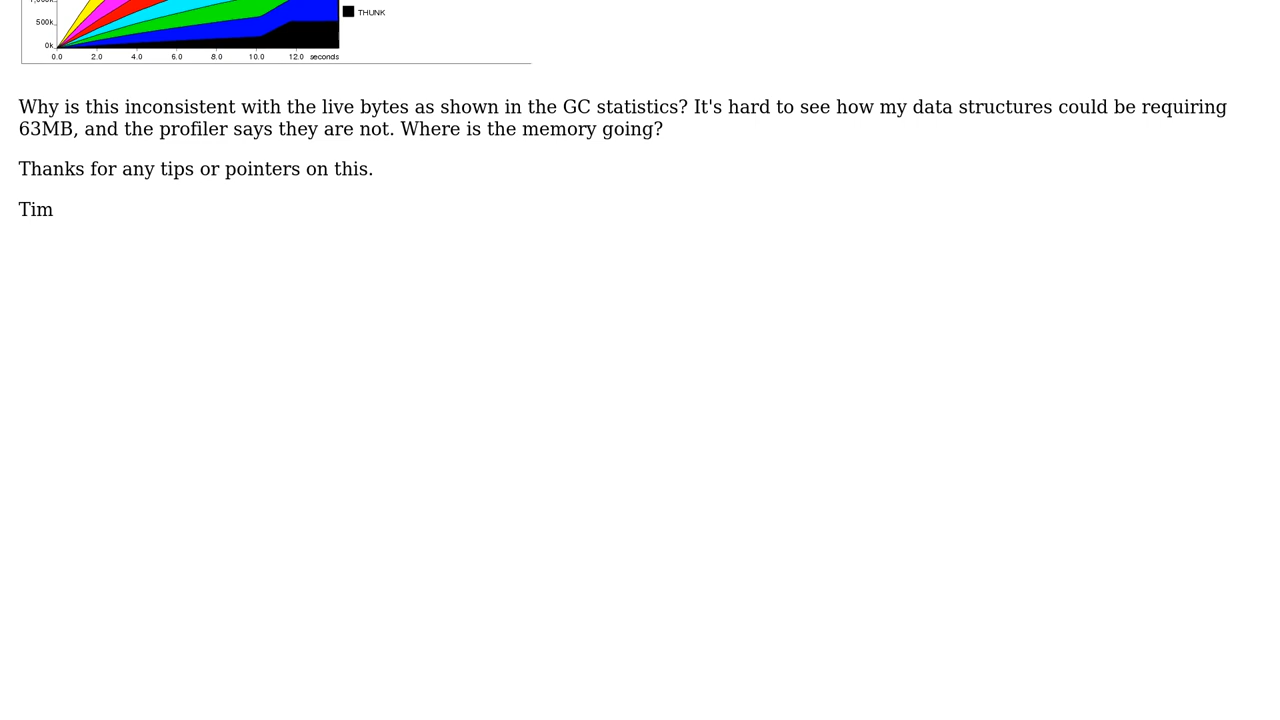 500k
THUNK
0k
0.0 2.0 4.0 6.0 8.0 10.0 12.0 seconds
Why is this inconsistent with the live bytes as shown in the GC statistics? It's hard to see how my data structures could be requiring
63MB, and the profiler says they are not. Where is the memory going?
Thanks for any tips or pointers on this.
Tim